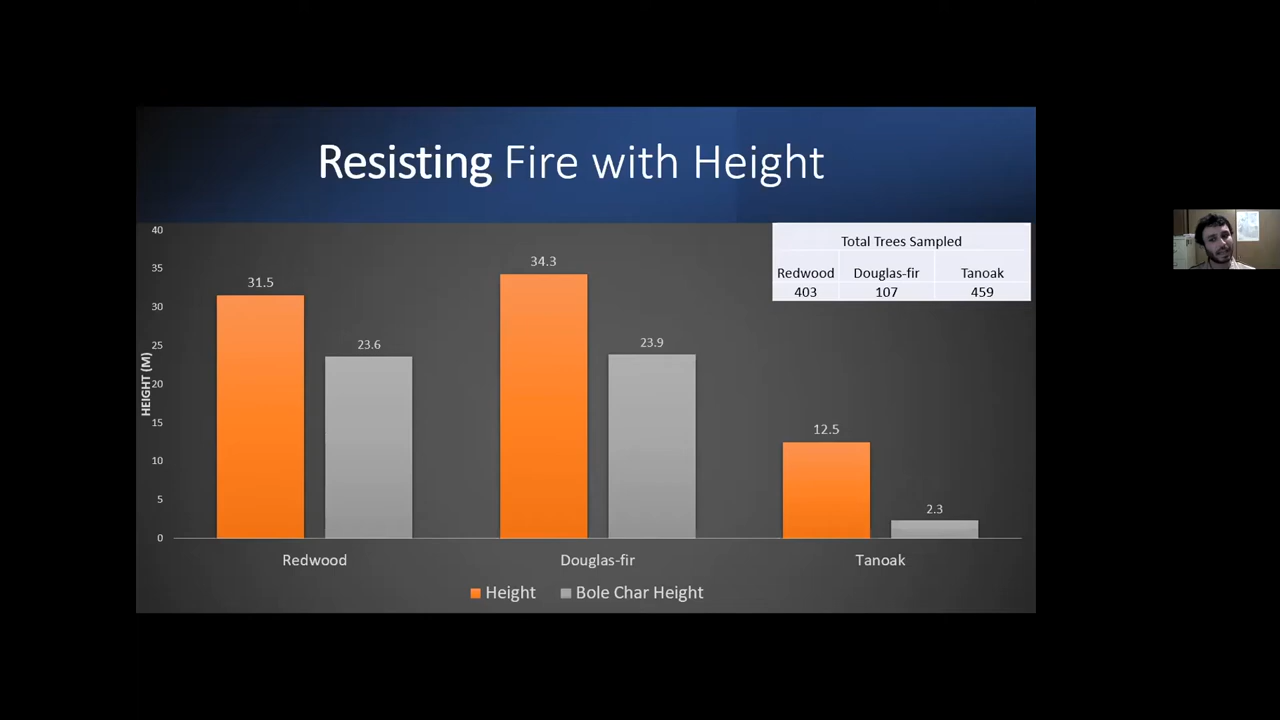 Resisting Fire with Height
Total Trees Sampled
Redwood Douglas-fir Tanoak
403 107 459
HEIGHT (M)
40
35
30
25
20
15
10
5
0
31.5
23.6
34.3
23.9
12.5
2.3
Redwood Douglas-fir Tanoak
Height Bole Char Height